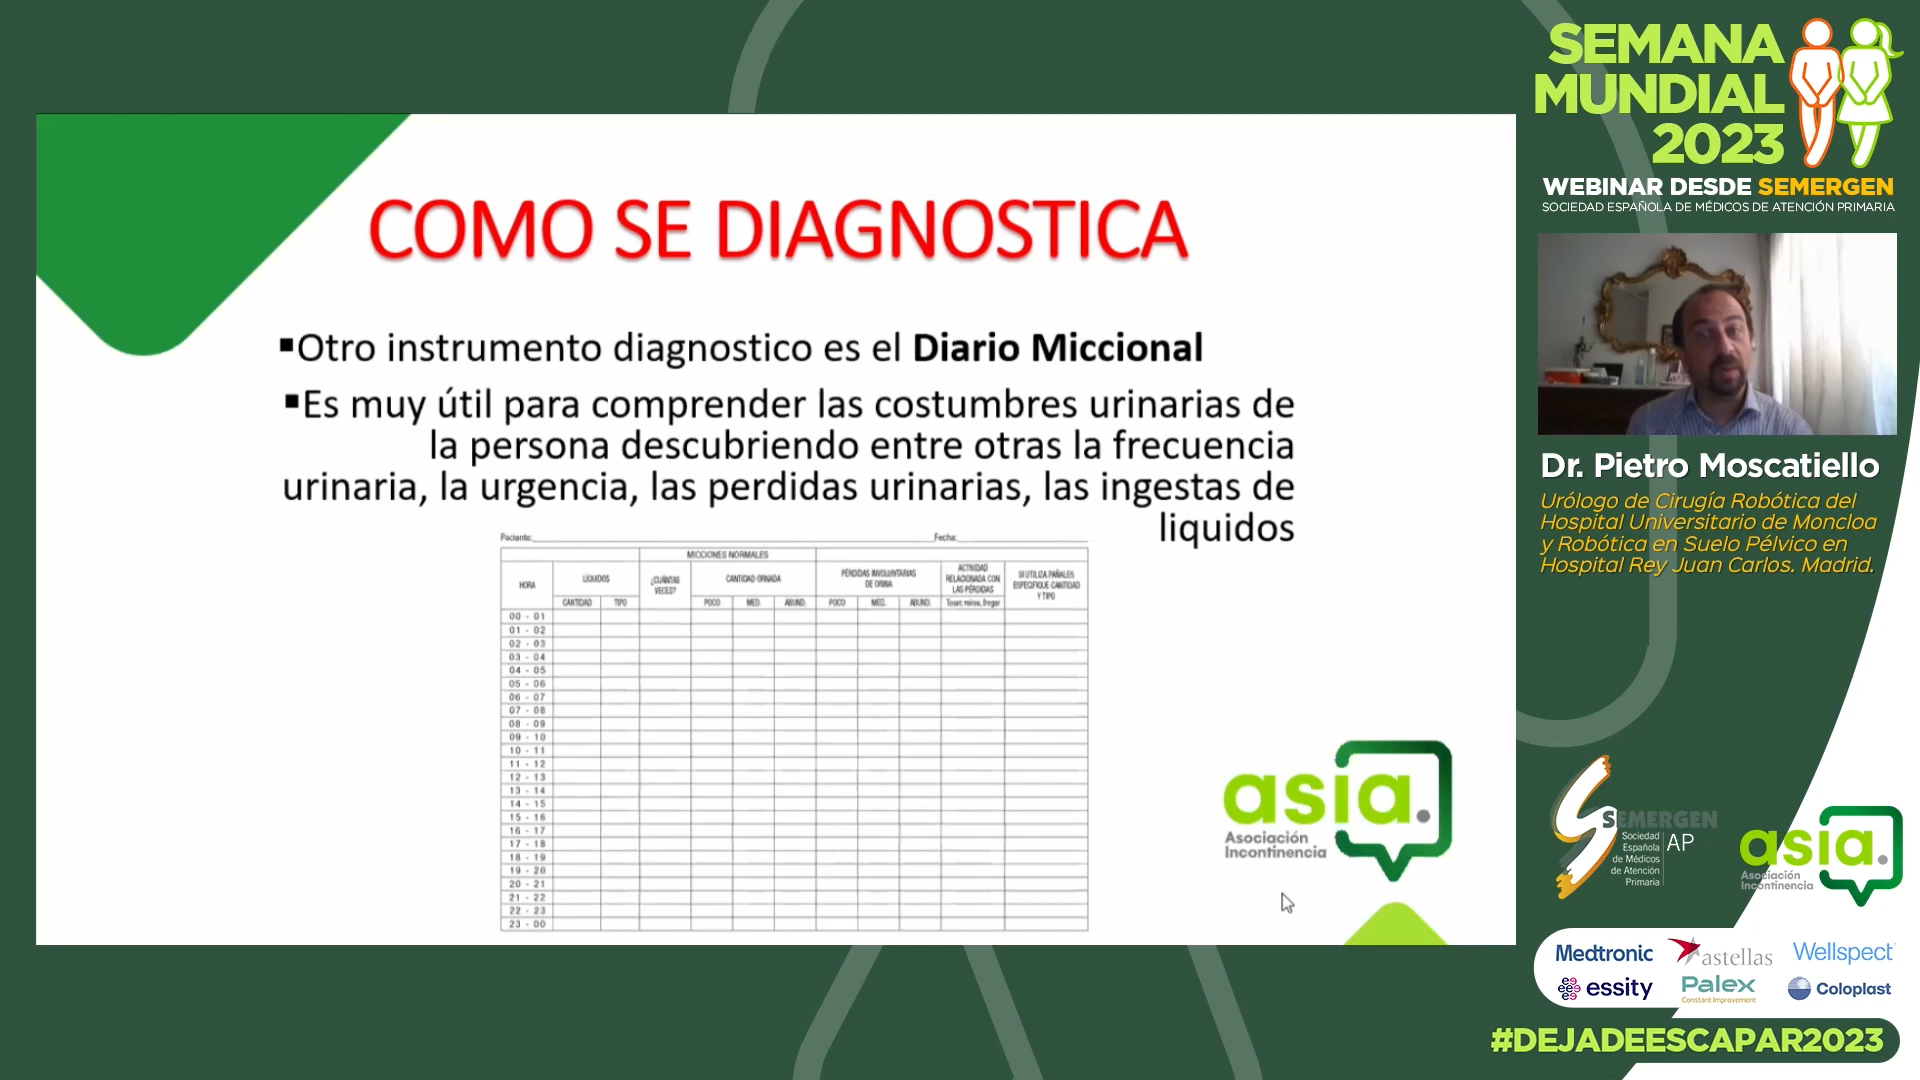 COMO SE DIAGNOSTICA
▪Otro instrumento diagnostico es el Diario Miccional
▪Es muy útil para comprender las costumbres urinarias de
la persona descubriendo entre otras la frecuencia
urinaria, la urgencia, las perdidas urinarias, las ingestas de
liquidos
Paciente: Fecha:
MICCIONES NORMALES
HORA
LÍQUIDOS
¿CUÁNTAS
VECES?
CANTIDAD ORINADA
PÉRDIDAS INVOLUNTARIAS
DE ORINA
ACTIVIDAD
RELACIONADA CON
LAS PÉRDIDAS
SI UTILIZA PAÑALES
ESPECIFIQUE CANTIDAD
Y TIPO
CANTIDAD TIPO POCO MED. ABUND. POCO MED. ABUND.
00 - 01
01 - 02
02 - 03
03 - 04
04 - 05
05 - 06
06 - 07
07 - 08
08 - 09
09 - 10
10 - 11
11 - 12
12 - 13
13 - 14
14 - 15
15 - 16
16 - 17
17 - 18
18 - 19
19 - 20
20 - 21
21 - 22
22 - 23
23 - 00
asia.
Asociación
Incontinencia
SEMANA
MUNDIAL
2023
WEBINAR DESDE SEMERGEN
SOCIEDAD ESPAÑOLA DE MÉDICOS DE ATENCIÓN PRIMARIA
Dr. Pietro Moscatiello
Urólogo de Cirugía Robótica del
Hospital Universitario de Moncloa
y Robótica en Suelo Pélvico en
Hospital Rey Juan Carlos. Madrid.
SEMERGEN
Sociedad
Española
de Médicos
de Atención
Primaria
AP
asia.
Asociación
Incontinencia
Medtronic astellas Wellspect
essity Palex Coloplast
Constant Improvement
#DEJADEESCAPAR2023